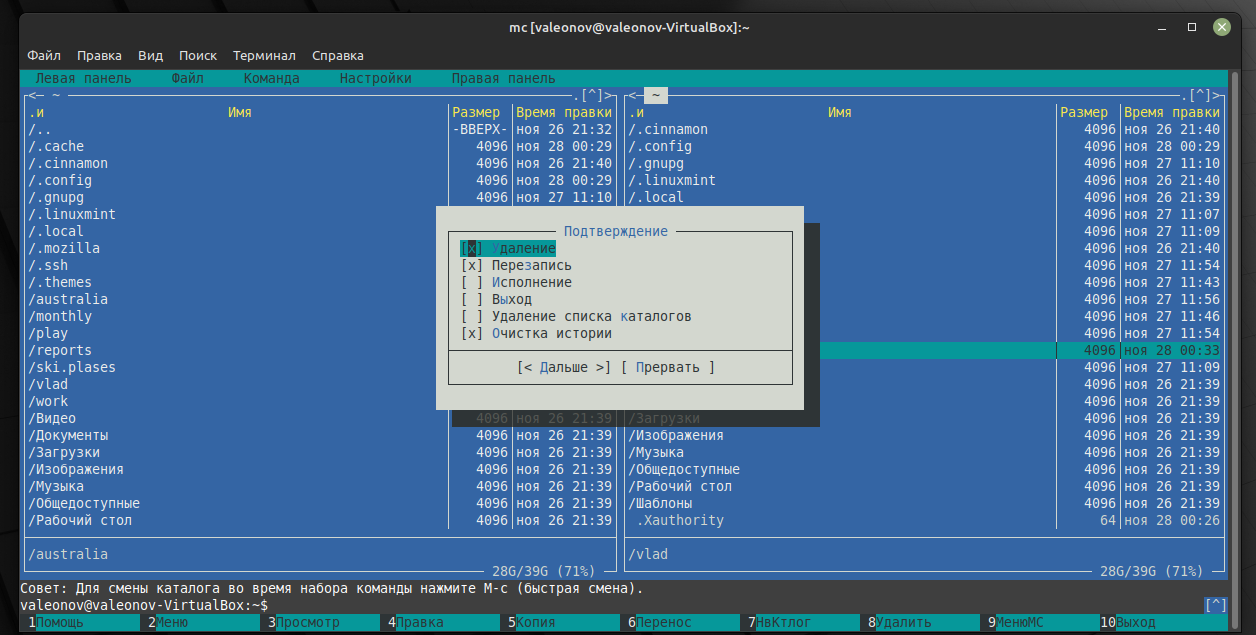 mc [valeonov@valeonov-VirtualBox]:~
Файл Правка Вид Поиск Терминал Справка
Левая панель Файл Команда Настройки Правая панель
<─ ~ .[^]> <─ ~ .[^]>
.и Имя Размер Время правки .и Имя Размер Время правки
/.. -ВВЕРХ- ноя 26 21:32 /.cinnamon 4096 ноя 26 21:40
/.cache 4096 ноя 28 00:29 /.config 4096 ноя 28 00:29
/.cinnamon 4096 ноя 26 21:40 /.gnupg 4096 ноя 27 11:10
/.config 4096 ноя 28 00:29 /.linuxmint 4096 ноя 26 21:40
/.gnupg 4096 ноя 27 11:10 /.local 4096 ноя 26 21:39
/.linuxmint 4096 ноя 27 11:07
/.local Подтверждение 4096 ноя 27 11:09
/.mozilla [x] Удаление 4096 ноя 26 21:40
/.ssh [x] Перезапись 4096 ноя 27 11:54
/.themes [ ] Исполнение 4096 ноя 27 11:43
/australia [ ] Выход 4096 ноя 27 11:56
/monthly [ ] Удаление списка каталогов 4096 ноя 27 11:46
/play [x] Очистка истории 4096 ноя 27 11:54
/reports 4096 ноя 28 00:33
/ski.plases [< Дальше >] [ Прервать ] 4096 ноя 27 11:09
/vlad 4096 ноя 26 21:39
/work 4096 ноя 26 21:39
/Видео 4096 ноя 26 21:39 /Загрузки 4096 ноя 26 21:39
/Документы 4096 ноя 26 21:39 /Изображения 4096 ноя 26 21:39
/Загрузки 4096 ноя 26 21:39 /Музыка 4096 ноя 26 21:39
/Изображения 4096 ноя 26 21:39 /Общедоступные 4096 ноя 26 21:39
/Музыка 4096 ноя 26 21:39 /Рабочий стол 4096 ноя 26 21:39
/Общедоступные 4096 ноя 26 21:39 /Шаблоны 4096 ноя 26 21:39
/Рабочий стол 4096 ноя 26 21:39 .Xauthority 64 ноя 28 00:26
/australia /vlad
28G/39G (71%) 28G/39G (71%)
Совет: Для смены каталога во время набора команды нажмите M-c (быстрая смена).
valeonov@valeonov-VirtualBox:~$ [^]
1Помощь 2Меню 3Просмотр 4Правка 5Копия 6Перенос 7НвКтлог 8Удалить 9МенюMC 10Выход